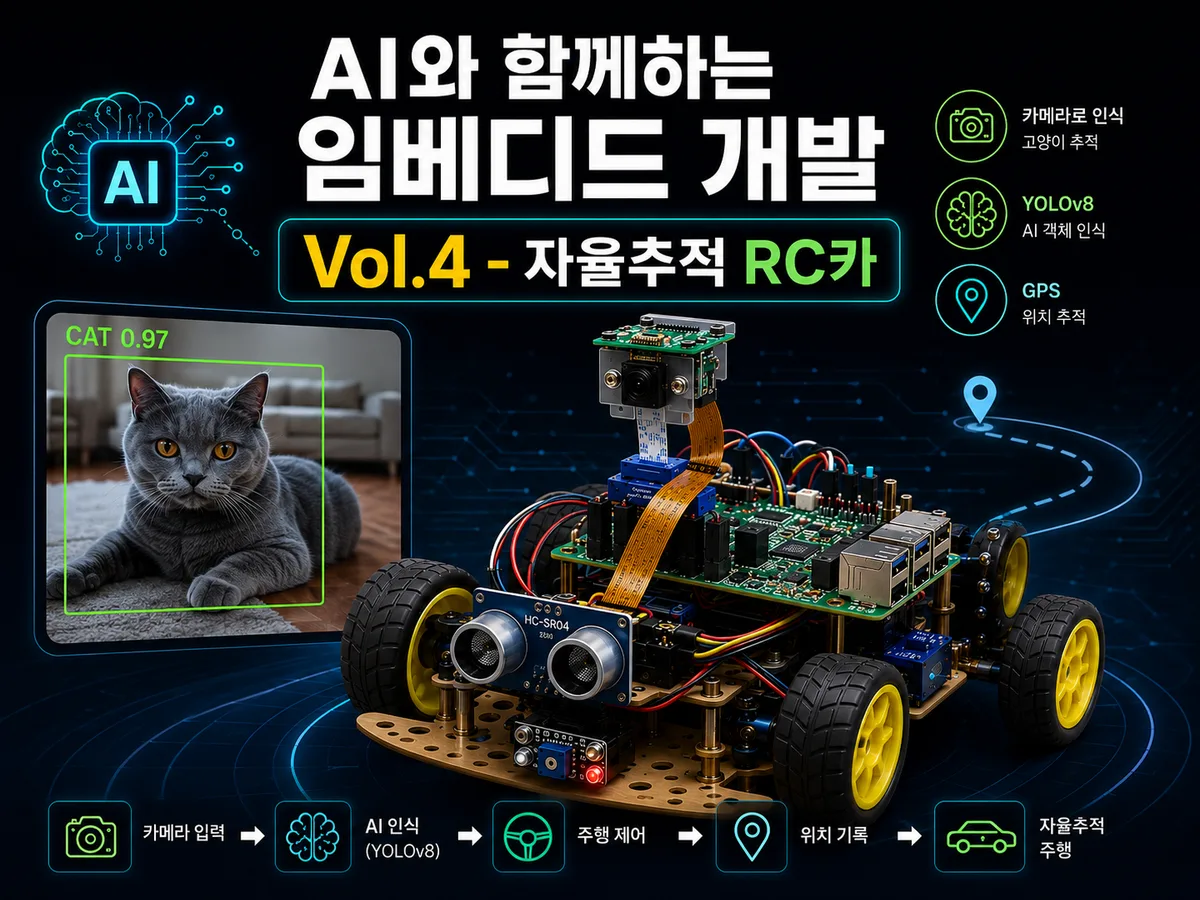 AI와 함께하는
임베디드 개발
Vol.4 - 자율추적 RC카
AI
카메라로 인식
고양이 추적
YOLOv8
AI 객체 인식
GPS
위치 추적
CAT 0.97
HC-SR04
카메라 입력
AI 인식
(YOLOv8)
주행 제어
위치 기록
자율추적
주행